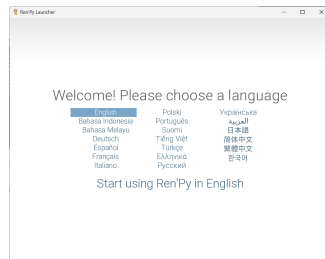 Ren'Py Launcher
Welcome! Please choose a language
English
Bahasa Indonesia
Bahasa Melayu
Deutsch
Español
Français
Italiano
Polski
Português
Suomi
Tiếng Việt
Türkçe
Ελληνικά
Русский
Українська
العربية
日本語
简体中文
繁體中文
한국어
Start using Ren'Py in English